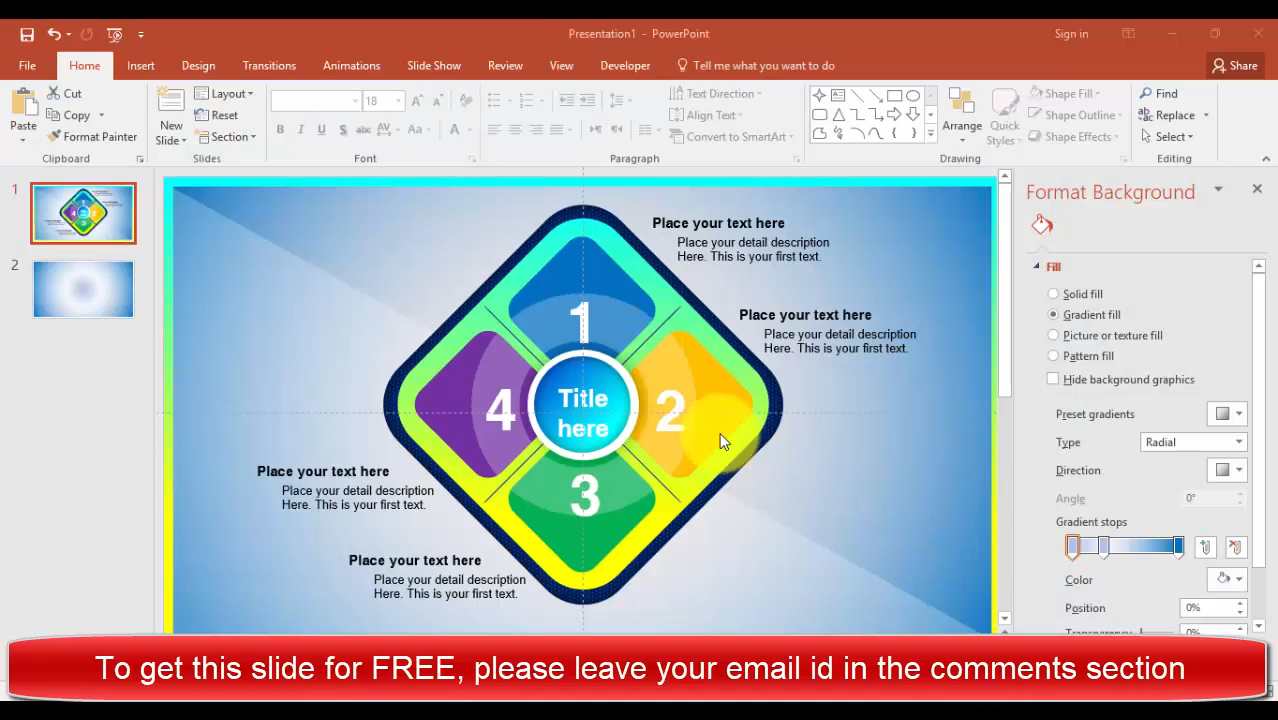 Presentation1 - PowerPoint
Sign in
File Home Insert Design Transitions Animations Slide Show Review View Developer Tell me what you want to do Share
Paste
Cut
Copy
Format Painter
Clipboard
New
Slide
Layout
Reset
Section
Slides
18
B I U S abc AV Aa A
Font
Text Direction
Align Text
Convert to SmartArt
Paragraph
Arrange
Quick
Styles
Shape Fill
Shape Outline
Shape Effects
Drawing
Find
Replace
Select
Editing
1
2
Place your text here
Place your detail description
Here. This is your first text.
Place your text here
Place your detail description
Here. This is your first text.
1
2
3
4
Title
here
Place your text here
Place your detail description
Here. This is your first text.
Place your text here
Place your detail description
Here. This is your first text.
Format Background
Fill
Solid fill
Gradient fill
Picture or texture fill
Pattern fill
Hide background graphics
Preset gradients
Type Radial
Direction
Angle 0°
Gradient stops
Color
Position 0%
Transparency 0%
To get this slide for FREE, please leave your email id in the comments section